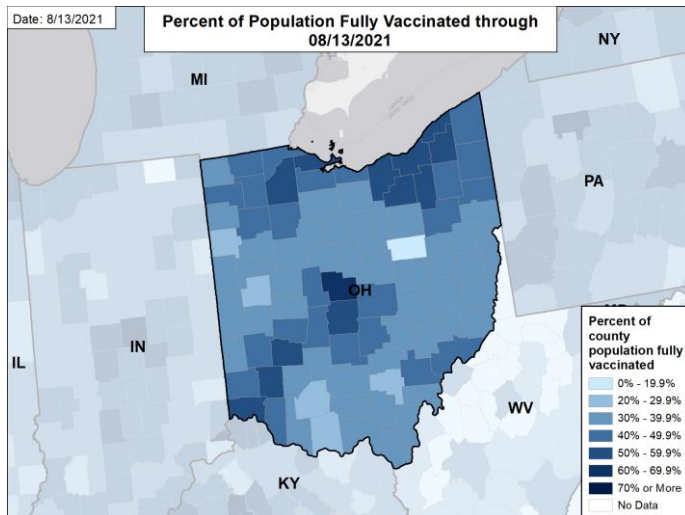 Date: 8/13/2021
Percent of Population Fully Vaccinated through
08/13/2021
NY
MI
PA
OH
IL
IN
WV
KY
Percent of
county
population fully
vaccinated
0% - 19.9%
20% - 29.9%
30% - 39.9%
40% - 49.9%
50% - 59.9%
60% - 69.9%
70% or More
No Data